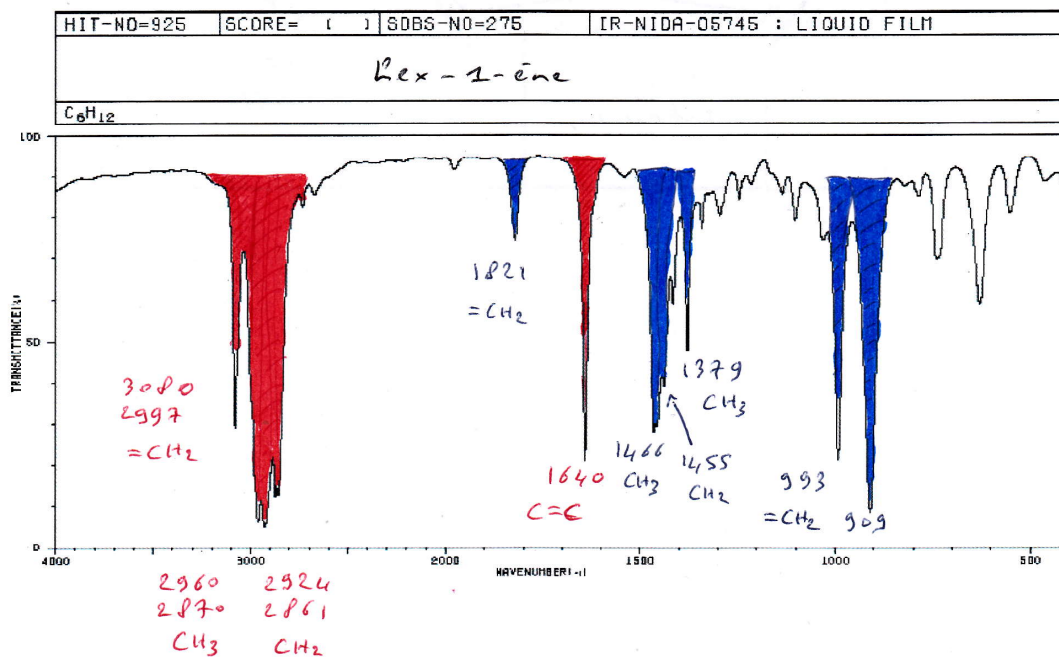 HIT-NO=925 SCORE= ( ) SDBS-NO=275 IR-NIDA-05745 : LIQUID FILM
hex-1-ène
C6H12
100
50
0
TRANSMITTANCE(%)
4000 3000 2000 1500 1000 500
WAVENUMBER(-1)
3080
2997
=CH2
1821
=CH2
1640
C=C
1466
CH3
1455
CH2
1379
CH3
993
=CH2 909
2960 2924
2870 2861
CH3 CH2